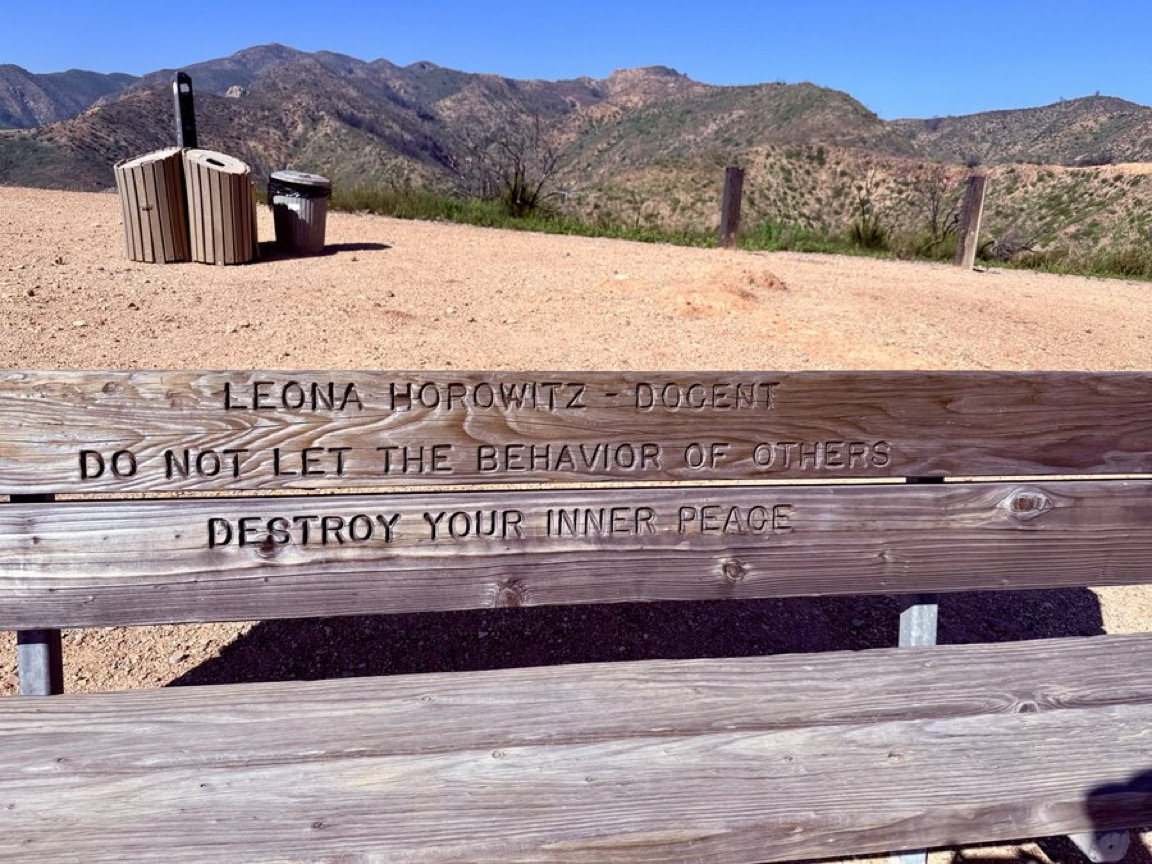 LEONA HOROWITZ - DOCENT
DO NOT LET THE BEHAVIOR OF OTHERS
DESTROY YOUR INNER PEACE